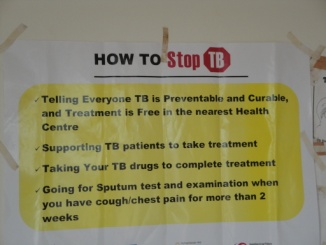 HOW TO Stop TB
✓Telling Everyone TB is Preventable and Curable,
and Treatment is Free in the nearest Health
Centre
✓Supporting TB patients to take treatment
✓Taking Your TB drugs to complete treatment
✓Going for Sputum test and examination when
you have cough/chest pain for more than 2
weeks